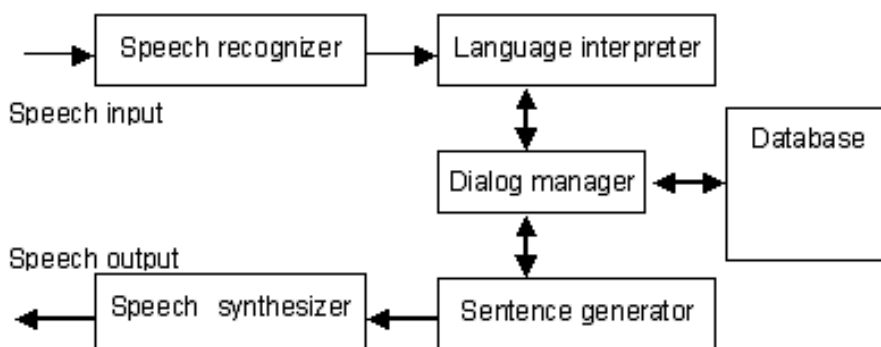 Speech recognizer
Language interpreter
Speech input
Database
Dialog manager
Speech output
Speech synthesizer
Sentence generator